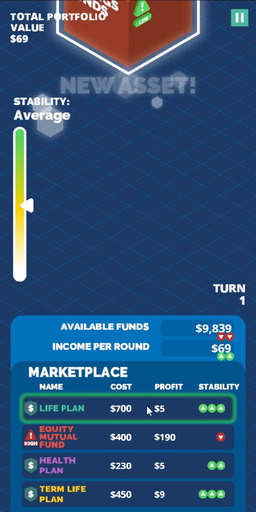 TOTAL PORTFOLIO
VALUE
$69
LOW
NEW ASSET!
STABILITY:
Average
TURN
1
AVAILABLE FUNDS $9,839
INCOME PER ROUND $69
MARKETPLACE
NAME COST PROFIT STABILITY
LIFE PLAN $700 $5
EQUITY
MUTUAL
FUND $400 $190
HIGH
HEALTH
PLAN $230 $5
TERM LIFE
PLAN $450 $9